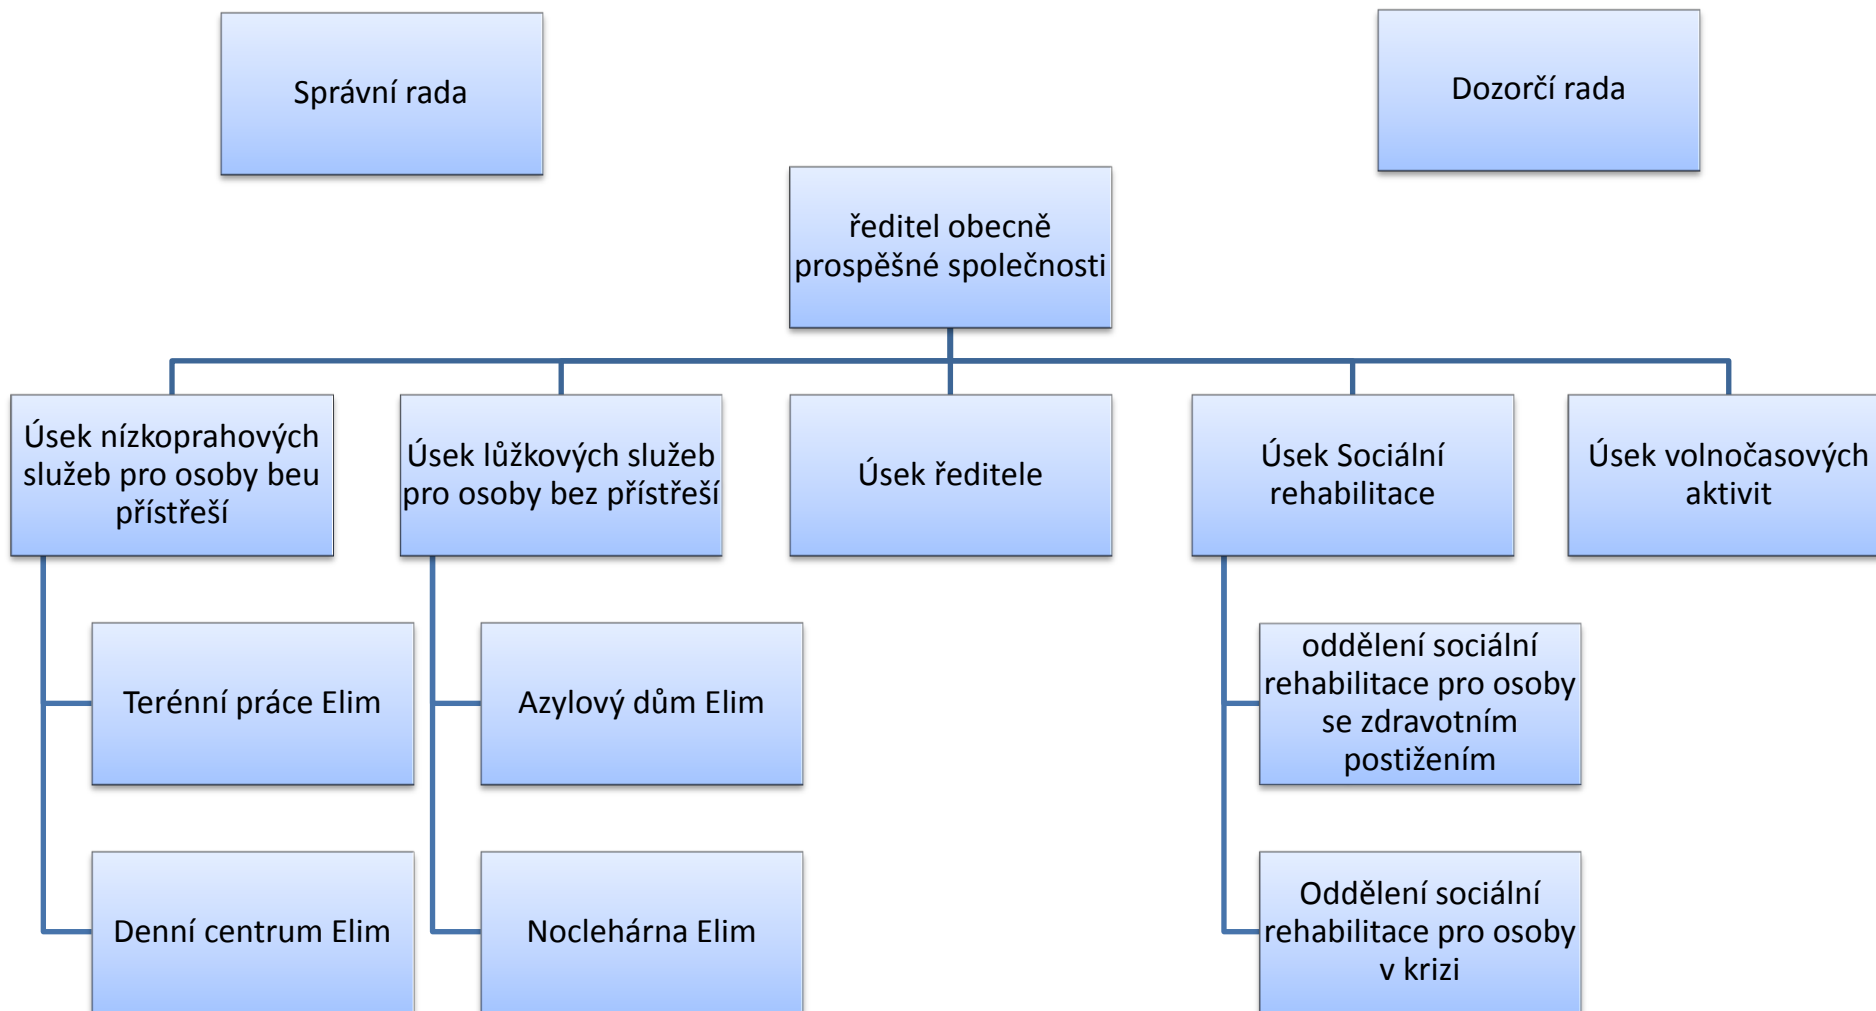 Správní rada
Dozorčí rada
ředitel obecně
prospěšné společnosti
Úsek nízkoprahových
služeb pro osoby beu
přístřeší
Úsek lůžkových služeb
pro osoby bez přístřeší
Úsek ředitele
Úsek Sociální
rehabilitace
Úsek volnočasových
aktivit
Terénní práce Elim
Azylový dům Elim
oddělení sociální
rehabilitace pro osoby
se zdravotním
postižením
Denní centrum Elim
Noclehárna Elim
Oddělení sociální
rehabilitace pro osoby
v krizi